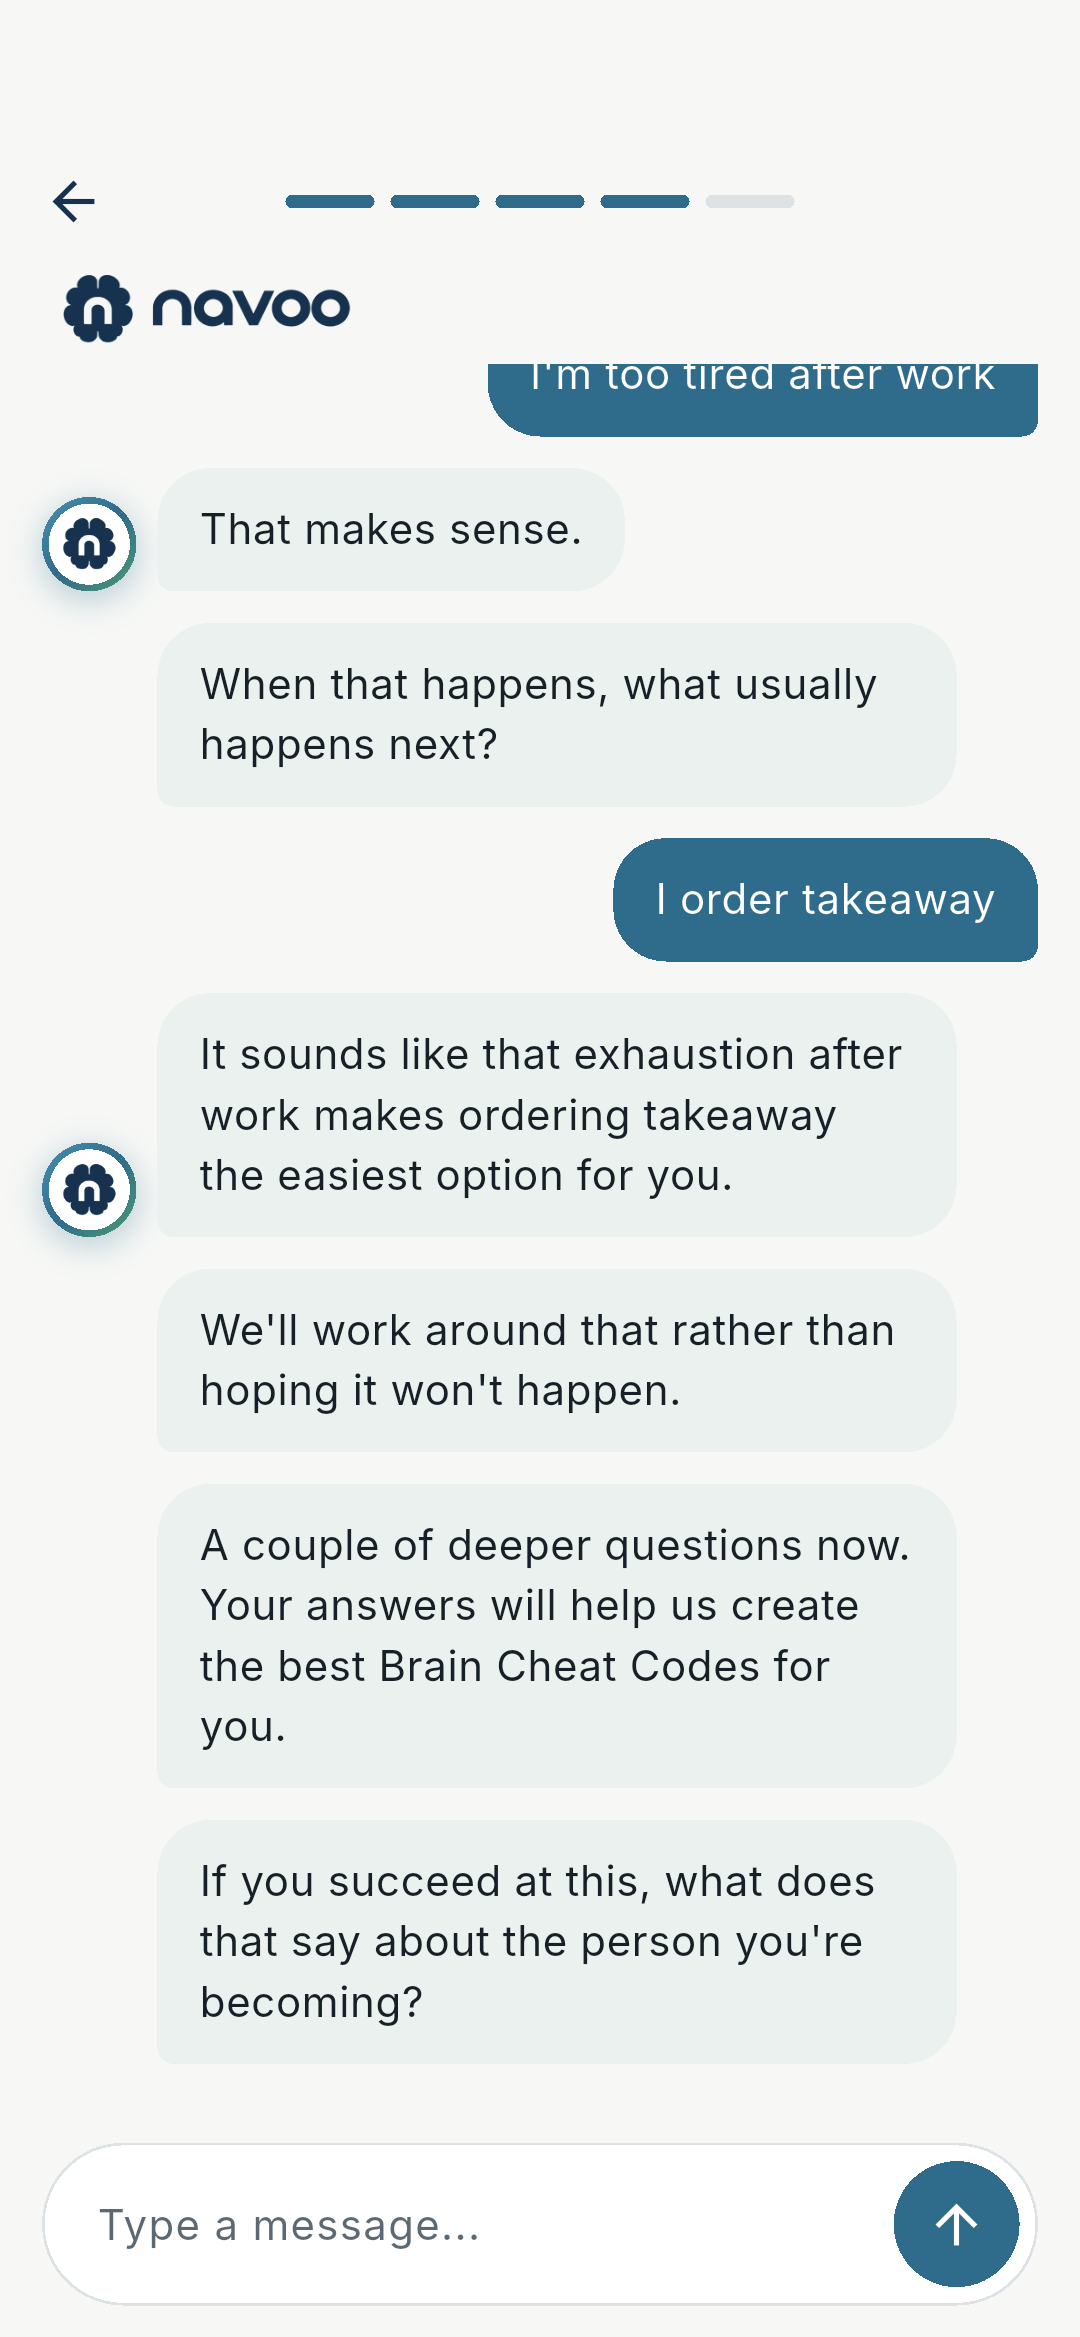 navoo
I'm too tired after work
That makes sense.
When that happens, what usually
happens next?
I order takeaway
It sounds like that exhaustion after
work makes ordering takeaway
the easiest option for you.
We'll work around that rather than
hoping it won't happen.
A couple of deeper questions now.
Your answers will help us create
the best Brain Cheat Codes for
you.
If you succeed at this, what does
that say about the person you're
becoming?
Type a message...